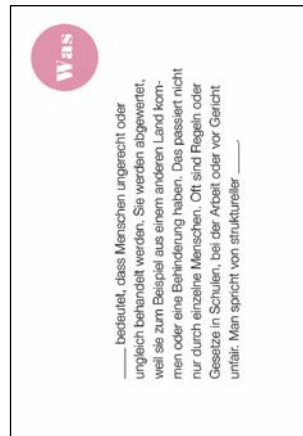 Was
____ bedeutet, dass Menschen ungerecht oder
ungleich behandelt werden. Sie werden abgewertet,
weil sie zum Beispiel aus einem anderen Land kom-
men oder eine Behinderung haben. Das passiert nicht
nur durch einzelne Menschen. Oft sind Regeln oder
Gesetze in Schulen, bei der Arbeit oder vor Gericht
unfair. Man spricht von struktureller ____.